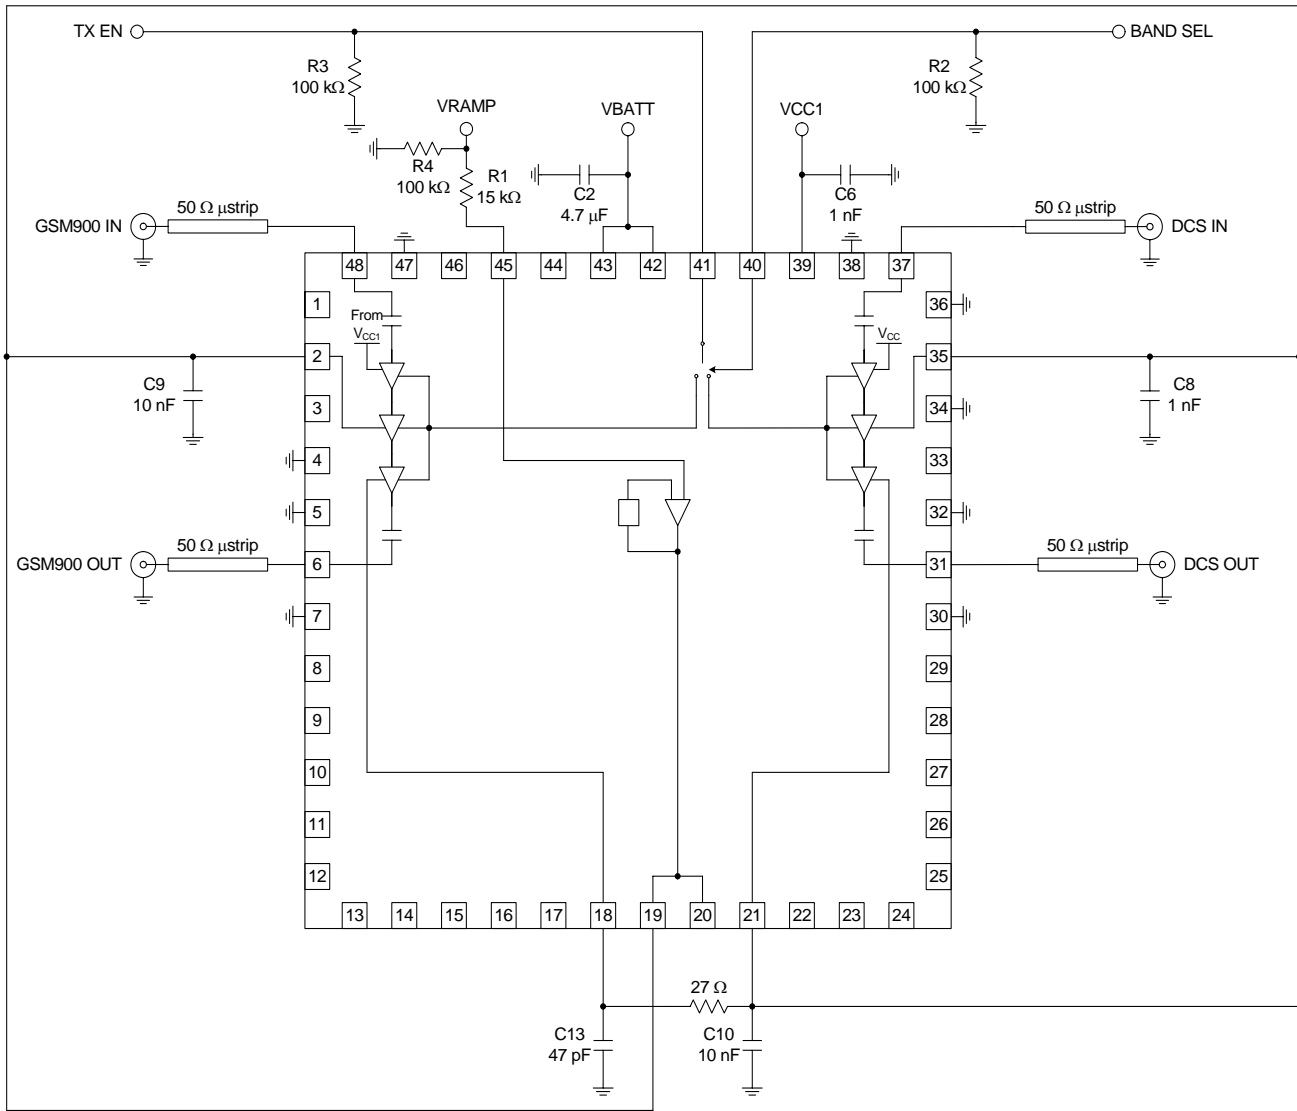 TX EN
BAND SEL
R3
100 kΩ
R2
100 kΩ
VRAMP
VBATT
VCC1
R4
100 kΩ
R1
15 kΩ
C2
4.7 μF
C6
1 nF
GSM900 IN
50 Ω μstrip
50 Ω μstrip
DCS IN
48
47
46
45
44
43
42
41
40
39
38
37
1
From
VCC1
VCC
36
2
35
C9
10 nF
C8
1 nF
3
34
4
33
5
32
GSM900 OUT
50 Ω μstrip
6
31
50 Ω μstrip
DCS OUT
7
30
8
29
9
28
10
27
11
26
12
25
13
14
15
16
17
18
19
20
21
22
23
24
27 Ω
C13
47 pF
C10
10 nF